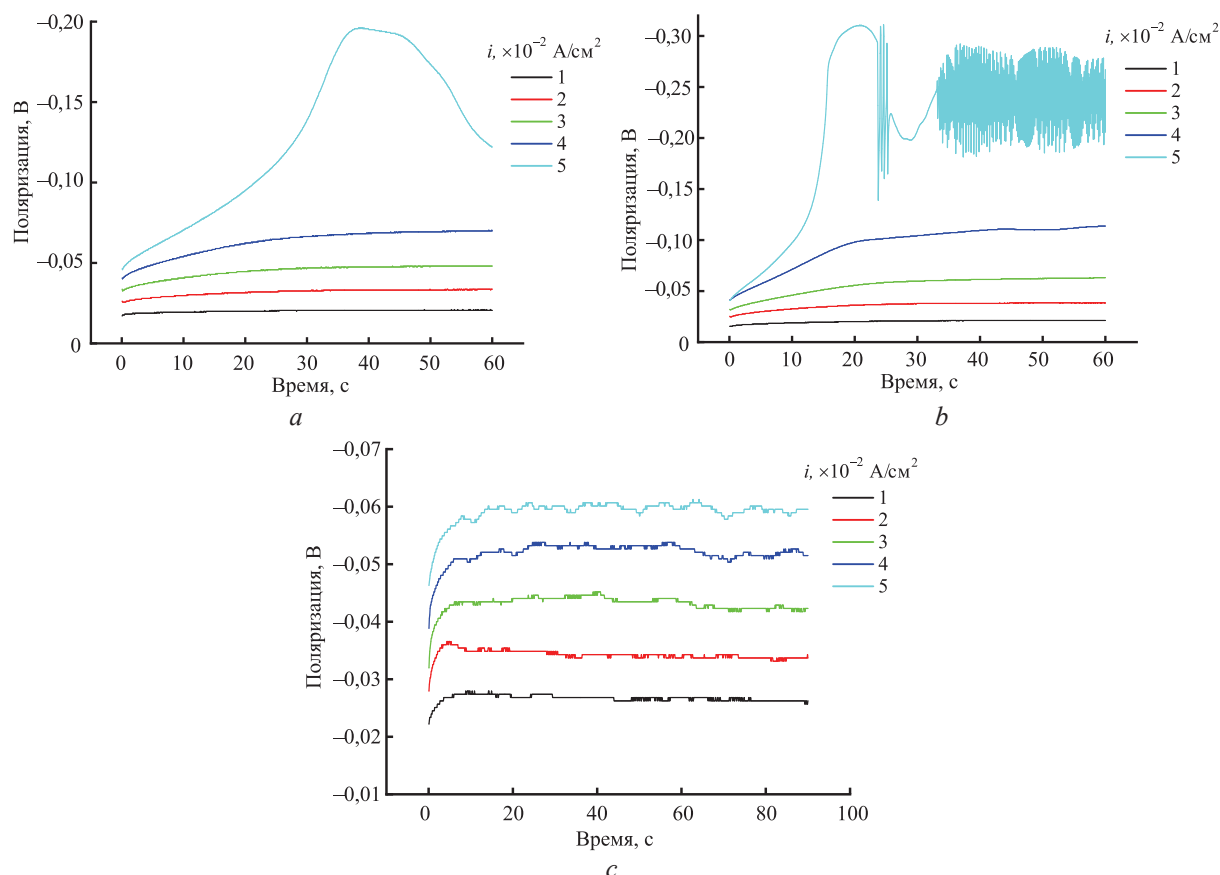 –0,20
–0,15
–0,10
–0,05
0
Поляризация, В
0 10 20 30 40 50 60
Время, с
i, ×10⁻² А/см²
1
2
3
4
5
a
–0,30
–0,25
–0,20
–0,15
–0,10
–0,05
0
Поляризация, В
0 10 20 30 40 50 60
Время, с
i, ×10⁻² А/см²
1
2
3
4
5
b
–0,07
–0,06
–0,05
–0,04
–0,03
–0,02
–0,01
Поляризация, В
0 20 40 60 80 100
Время, с
i, ×10⁻² А/см²
1
2
3
4
5
c